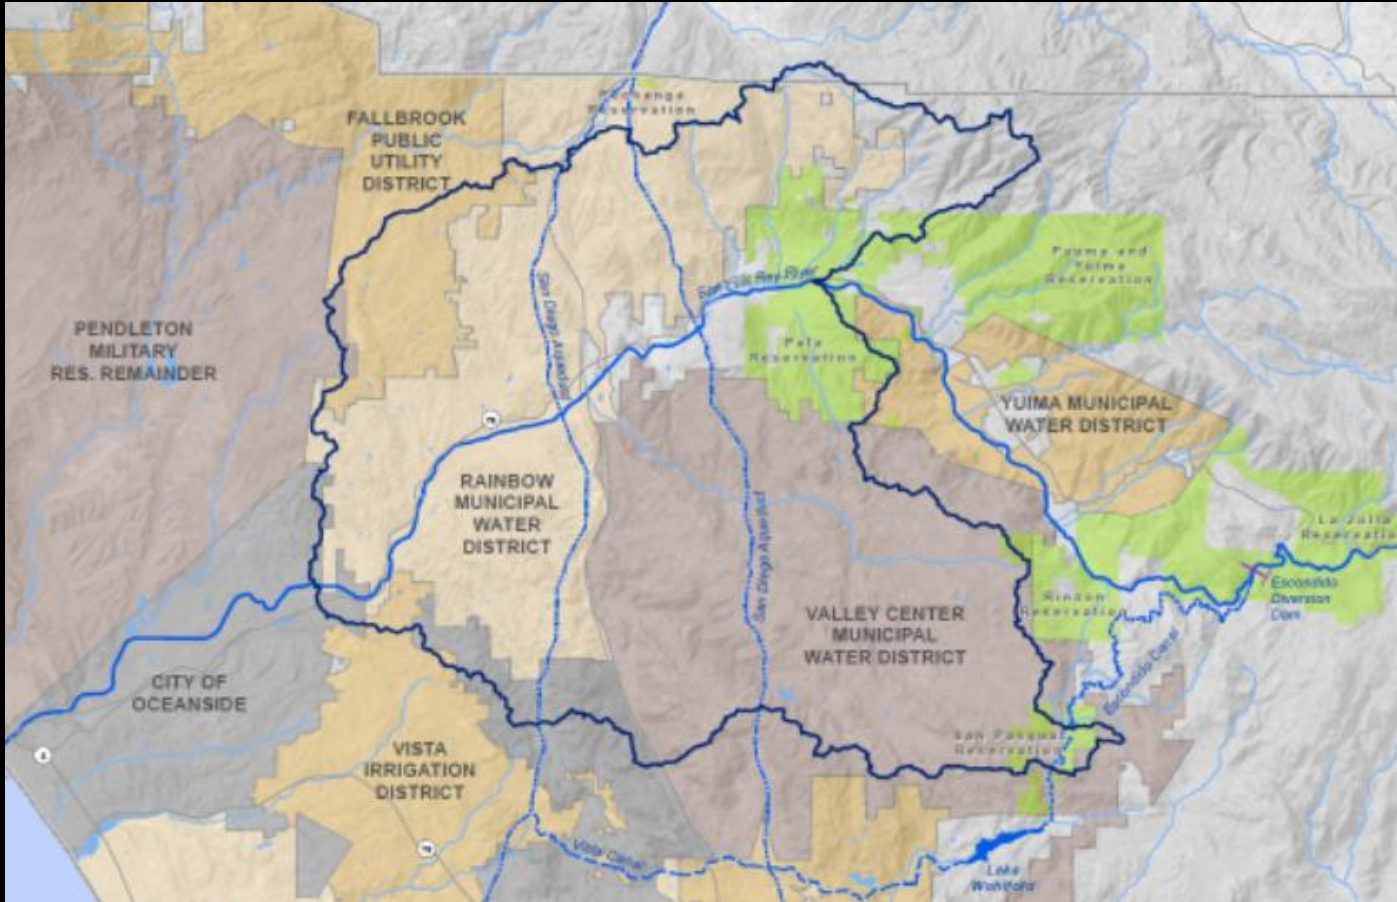 Pechanga
Reservation
FALLBROOK
PUBLIC
UTILITY
DISTRICT
Pauma and
Yuima
Reservation
San Luis Rey River
San Diego Aqueduct
PENDLETON
MILITARY
RES. REMAINDER
Pala
Reservation
YUIMA MUNICIPAL
WATER DISTRICT
76
RAINBOW
MUNICIPAL
WATER
DISTRICT
San Diego Aqueduct
La Jolla
Reservatio
Escondido
Diversion
Dam
Rincon
Reservation
VALLEY CENTER
MUNICIPAL
WATER DISTRICT
Escondido Canal
CITY OF
OCEANSIDE
San Pasqual
Reservation
VISTA
IRRIGATION
DISTRICT
Vista Canal
Lake
Wohlford